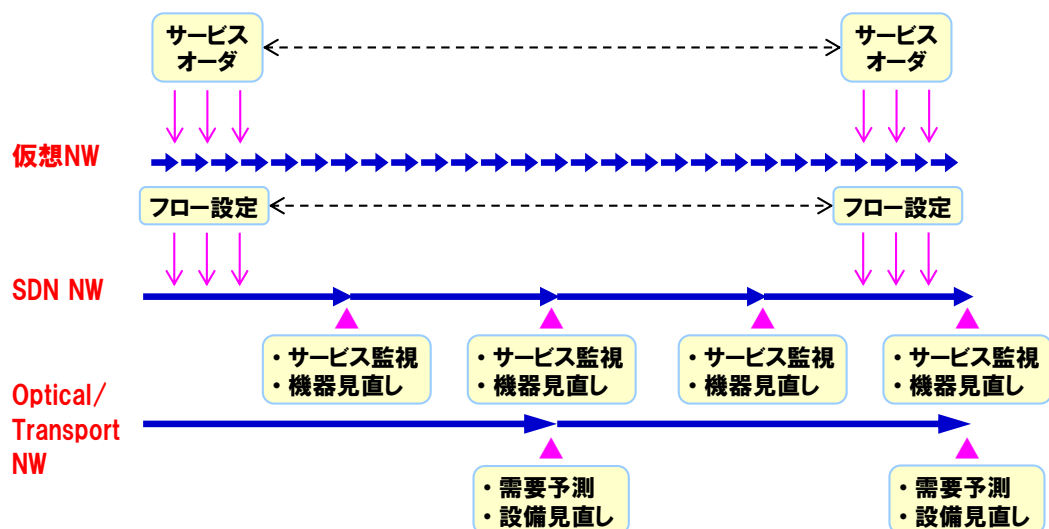 サービス
オーダ
サービス
オーダ
仮想NW
フロー設定
フロー設定
SDN NW
・サービス監視
・機器見直し
・サービス監視
・機器見直し
・サービス監視
・機器見直し
・サービス監視
・機器見直し
Optical/
Transport
NW
・需要予測
・設備見直し
・需要予測
・設備見直し